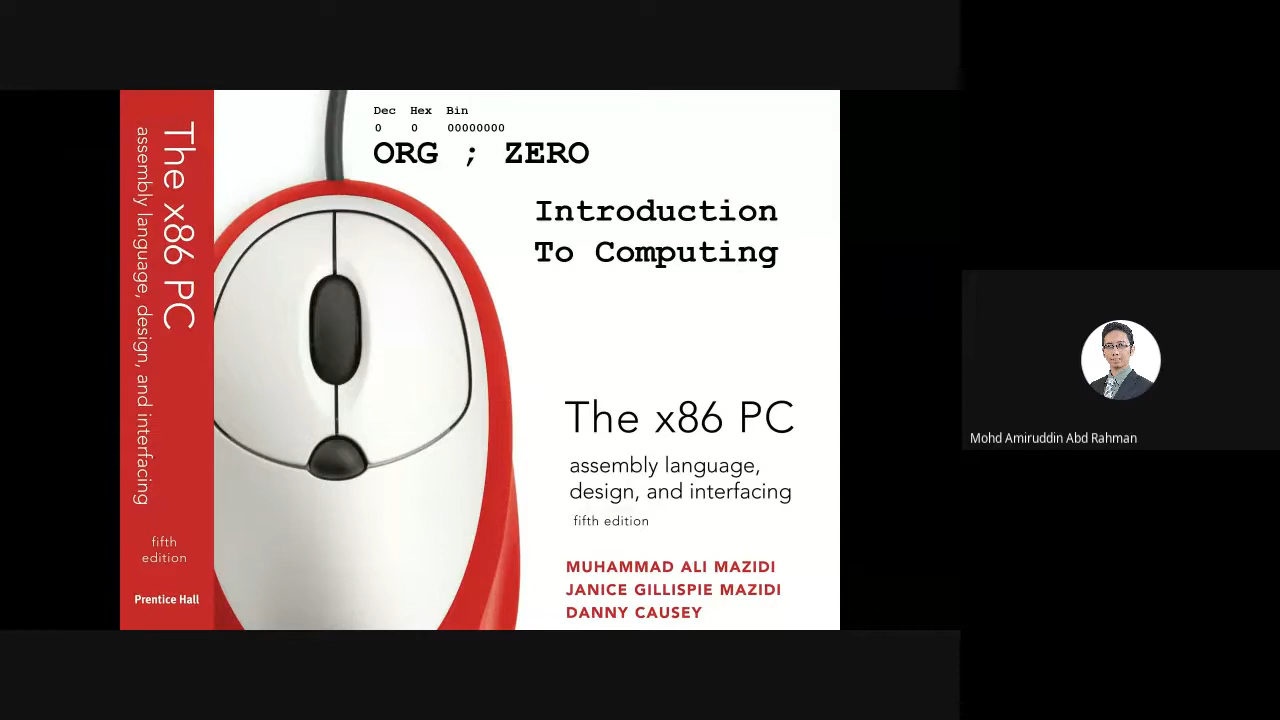 The x86 PC
assembly language, design, and interfacing
fifth
edition
Prentice Hall
Dec Hex Bin
0 0 00000000
ORG ; ZERO
Introduction
To Computing
The x86 PC
assembly language,
design, and interfacing
fifth edition
MUHAMMAD ALI MAZIDI
JANICE GILLISPIE MAZIDI
DANNY CAUSEY
Mohd Amiruddin Abd Rahman